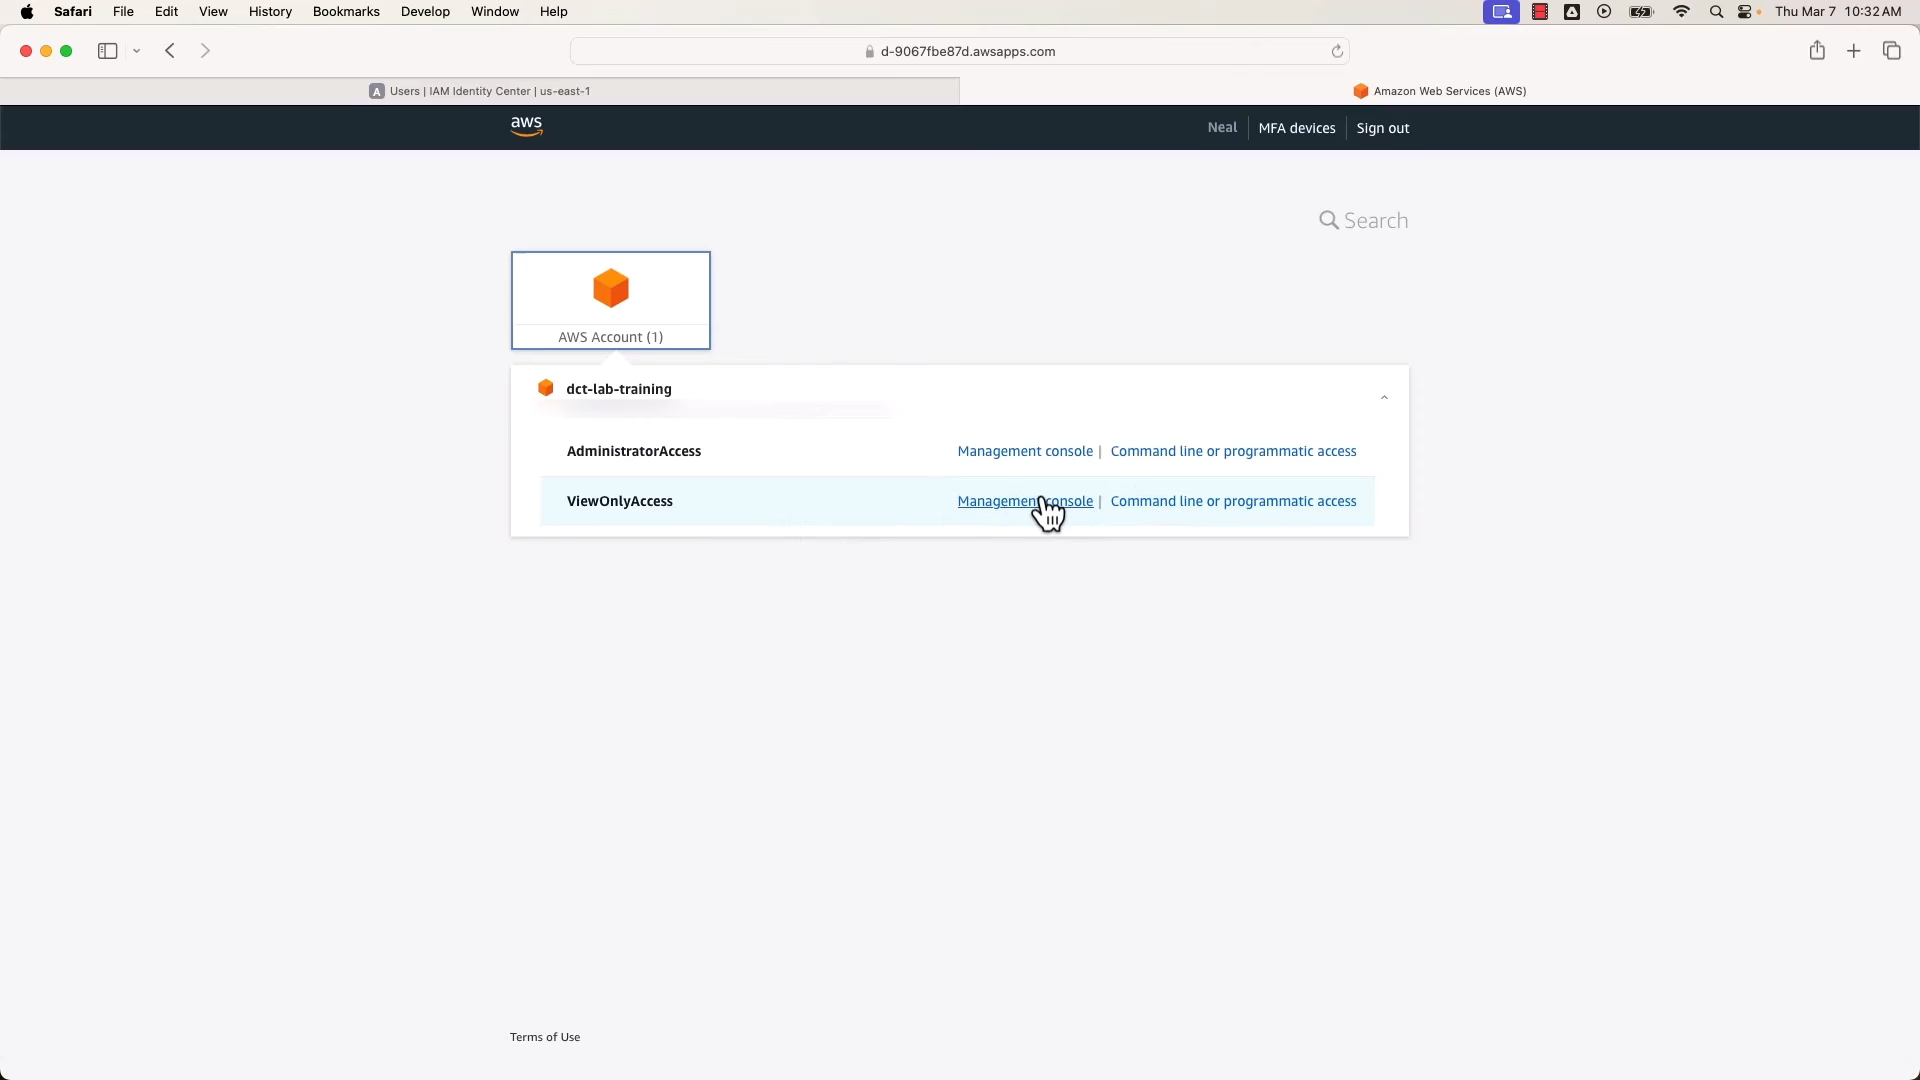 Safari File Edit View History Bookmarks Develop Window Help Thu Mar 7 10:32 AM
d-9067fbe87d.awsapps.com
A Users | IAM Identity Center | us-east-1 Amazon Web Services (AWS)
aws Neal MFA devices Sign out
Search
AWS Account (1)
dct-lab-training
AdministratorAccess Management console | Command line or programmatic access
ViewOnlyAccess Management console | Command line or programmatic access
Terms of Use